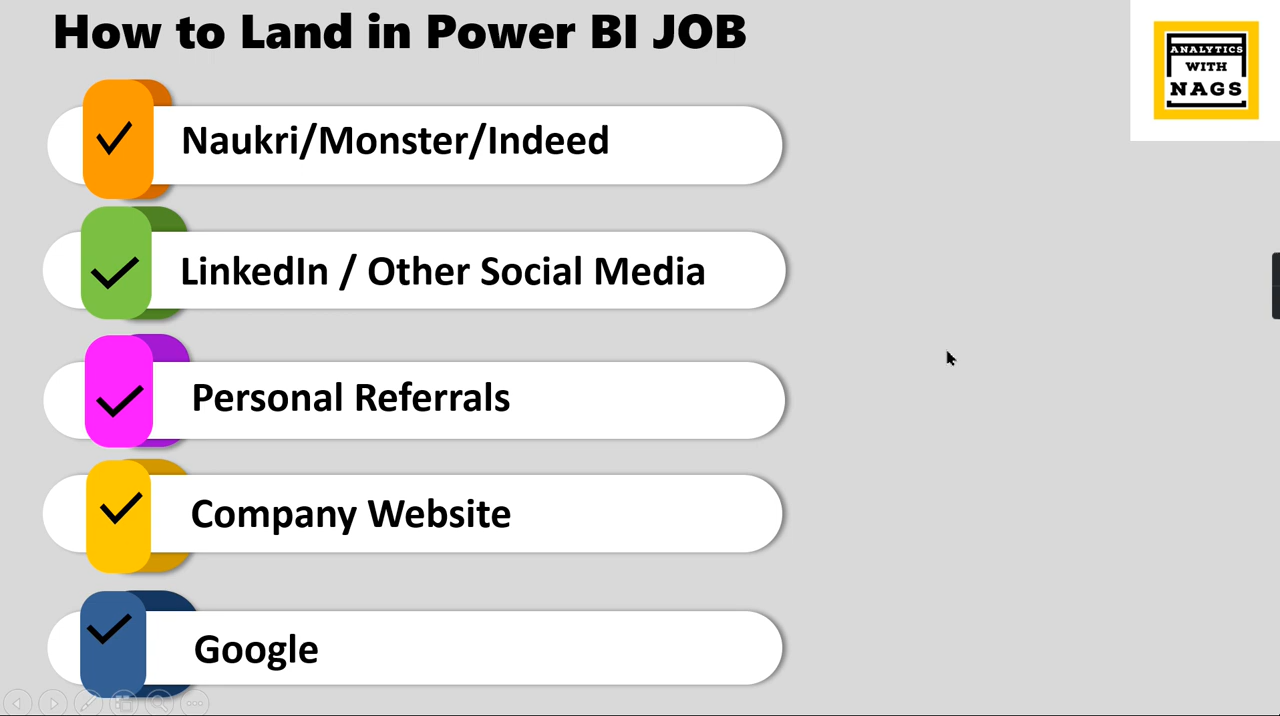 How to Land in Power BI JOB
ANALYTICS
WITH
NAGS
Naukri/Monster/Indeed
LinkedIn / Other Social Media
Personal Referrals
Company Website
Google